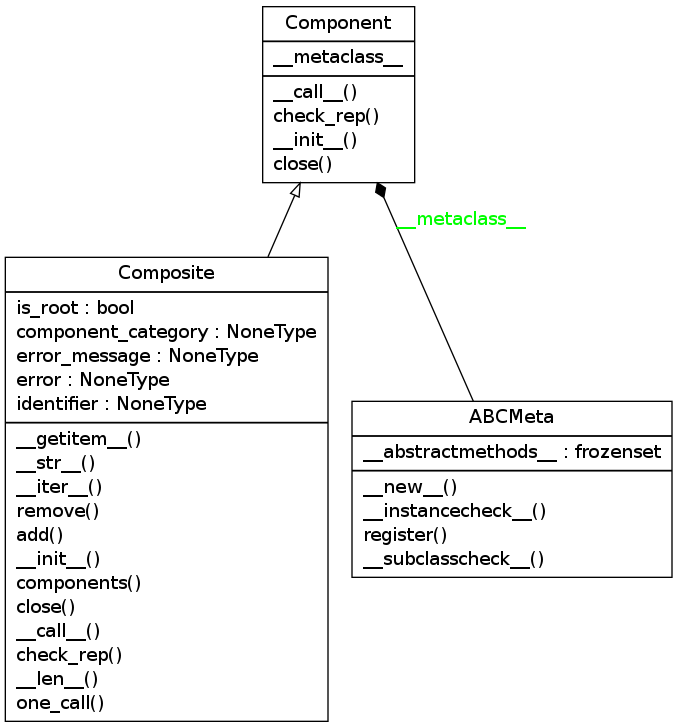 Component
__metaclass__
__call__()
check_rep()
__init__()
close()
__metaclass__
Composite
is_root : bool
component_category : NoneType
error_message : NoneType
error : NoneType
identifier : NoneType
__getitem__()
__str__()
__iter__()
remove()
add()
__init__()
components()
close()
__call__()
check_rep()
__len__()
one_call()
ABCMeta
__abstractmethods__ : frozenset
__new__()
__instancecheck__()
register()
__subclasscheck__()